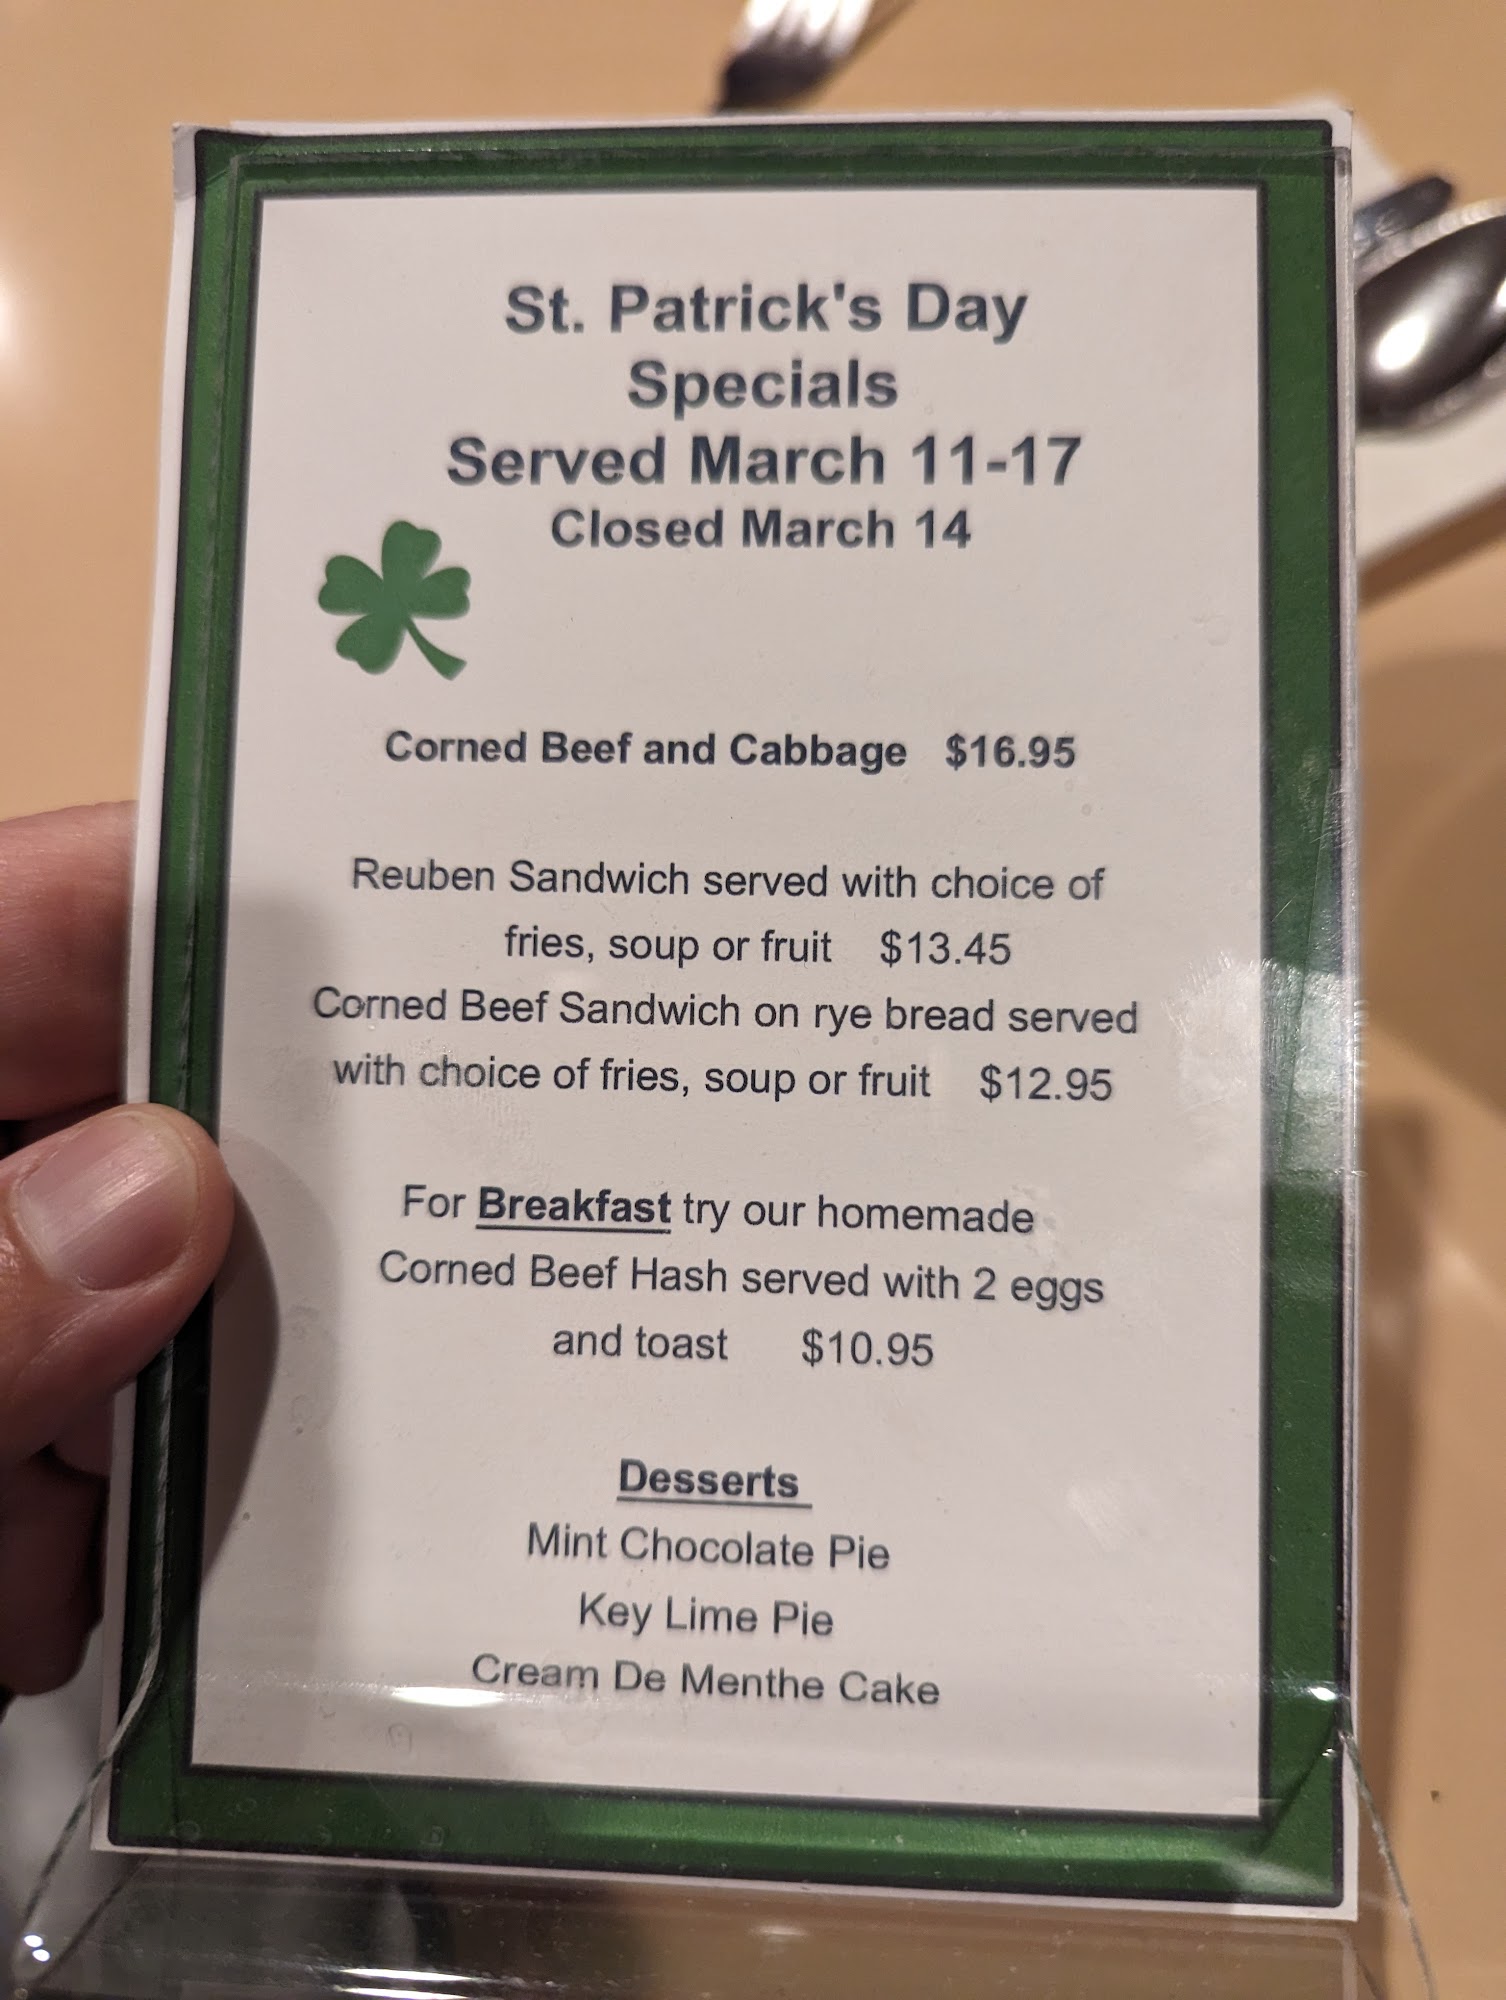 St. Patrick's Day
Specials
Served March 11-17
Closed March 14
Corned Beef and Cabbage $16.95
Reuben Sandwich served with choice of
fries, soup or fruit $13.45
Corned Beef Sandwich on rye bread served
with choice of fries, soup or fruit $12.95
For Breakfast try our homemade
Corned Beef Hash served with 2 eggs
and toast $10.95
Desserts
Mint Chocolate Pie
Key Lime Pie
Cream De Menthe Cake